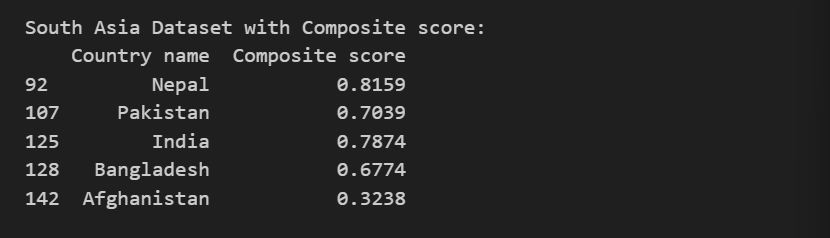 South Asia Dataset with Composite score:
Country name Composite score
92 Nepal 0.8159
107 Pakistan 0.7039
125 India 0.7874
128 Bangladesh 0.6774
142 Afghanistan 0.3238